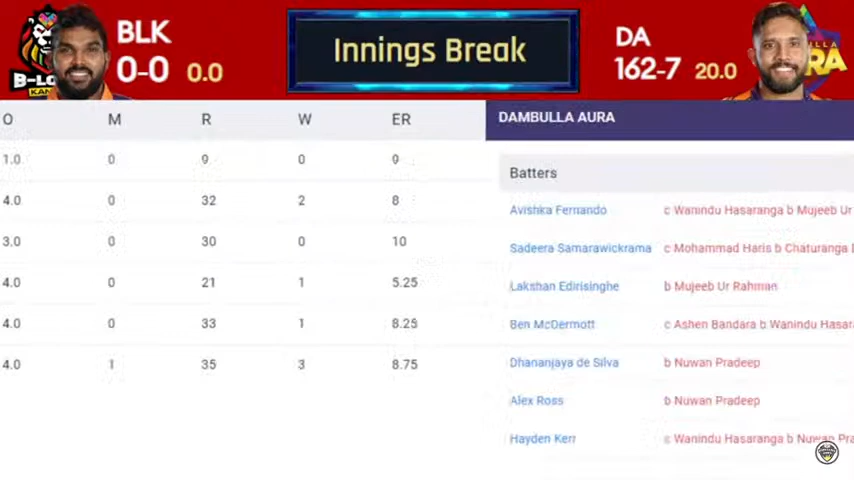 BLK
0-0 0.0
Innings Break
DA
162-7 20.0
O M R W ER
1.0 0 9 0 9
4.0 0 32 2 8
3.0 0 30 0 10
4.0 0 21 1 5.25
4.0 0 33 1 8.25
4.0 1 35 3 8.75
DAMBULLA AURA
Batters
Avishka Fernando c Wanindu Hasaranga b Mujeeb Ur
Sadeera Samarawickrama c Mohammad Haris b Chaturanga
Lakshan Edirisinghe b Mujeeb Ur Rahman
Ben McDermott c Ashen Bandara b Wanindu Hasar
Dhananjaya de Silva b Nuwan Pradeep
Alex Ross b Nuwan Pradeep
Hayden Kerr c Wanindu Hasaranga b Nuwan Pra